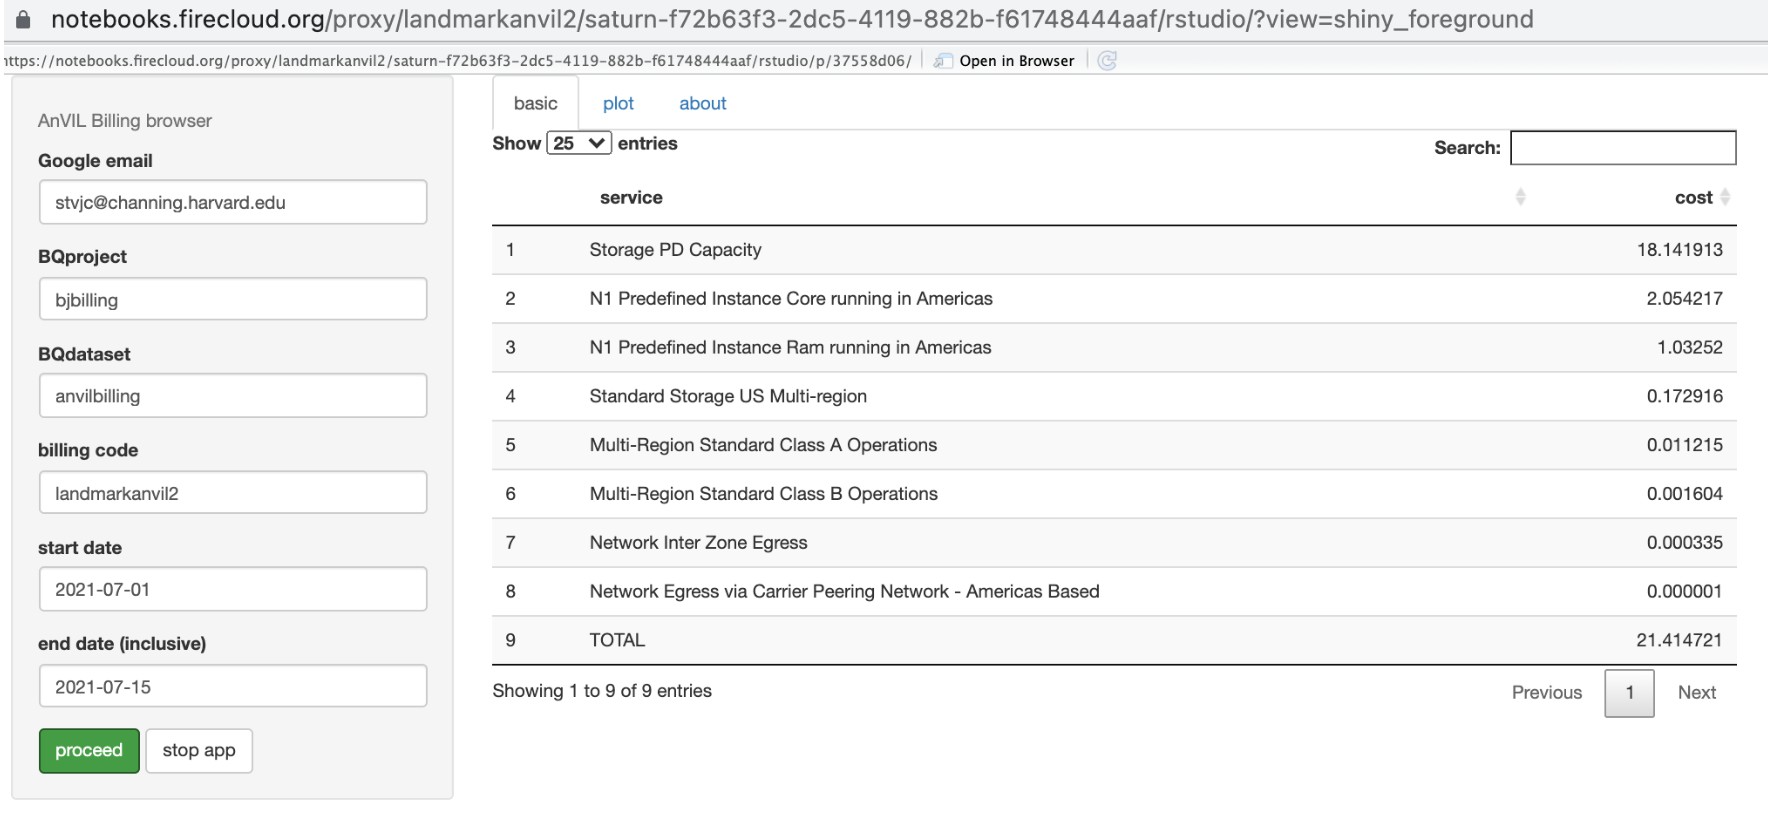 notebooks.firecloud.org/proxy/landmarkanvil2/saturn-f72b63f3-2dc5-4119-882b-f61748444aaf/rstudio/?view=shiny_foreground
ttps://notebooks.firecloud.org/proxy/landmarkanvil2/saturn-f72b63f3-2dc5-4119-882b-f61748444aaf/rstudio/p/37558d06/ Open in Browser
AnVIL Billing browser
Google email
stvjc@channing.harvard.edu
BQproject
bjbilling
BQdataset
anvilbilling
billing code
landmarkanvil2
start date
2021-07-01
end date (inclusive)
2021-07-15
proceed stop app
basic plot about
Show 25 entries Search:
service cost
1 Storage PD Capacity 18.141913
2 N1 Predefined Instance Core running in Americas 2.054217
3 N1 Predefined Instance Ram running in Americas 1.03252
4 Standard Storage US Multi-region 0.172916
5 Multi-Region Standard Class A Operations 0.011215
6 Multi-Region Standard Class B Operations 0.001604
7 Network Inter Zone Egress 0.000335
8 Network Egress via Carrier Peering Network - Americas Based 0.000001
9 TOTAL 21.414721
Showing 1 to 9 of 9 entries Previous 1 Next